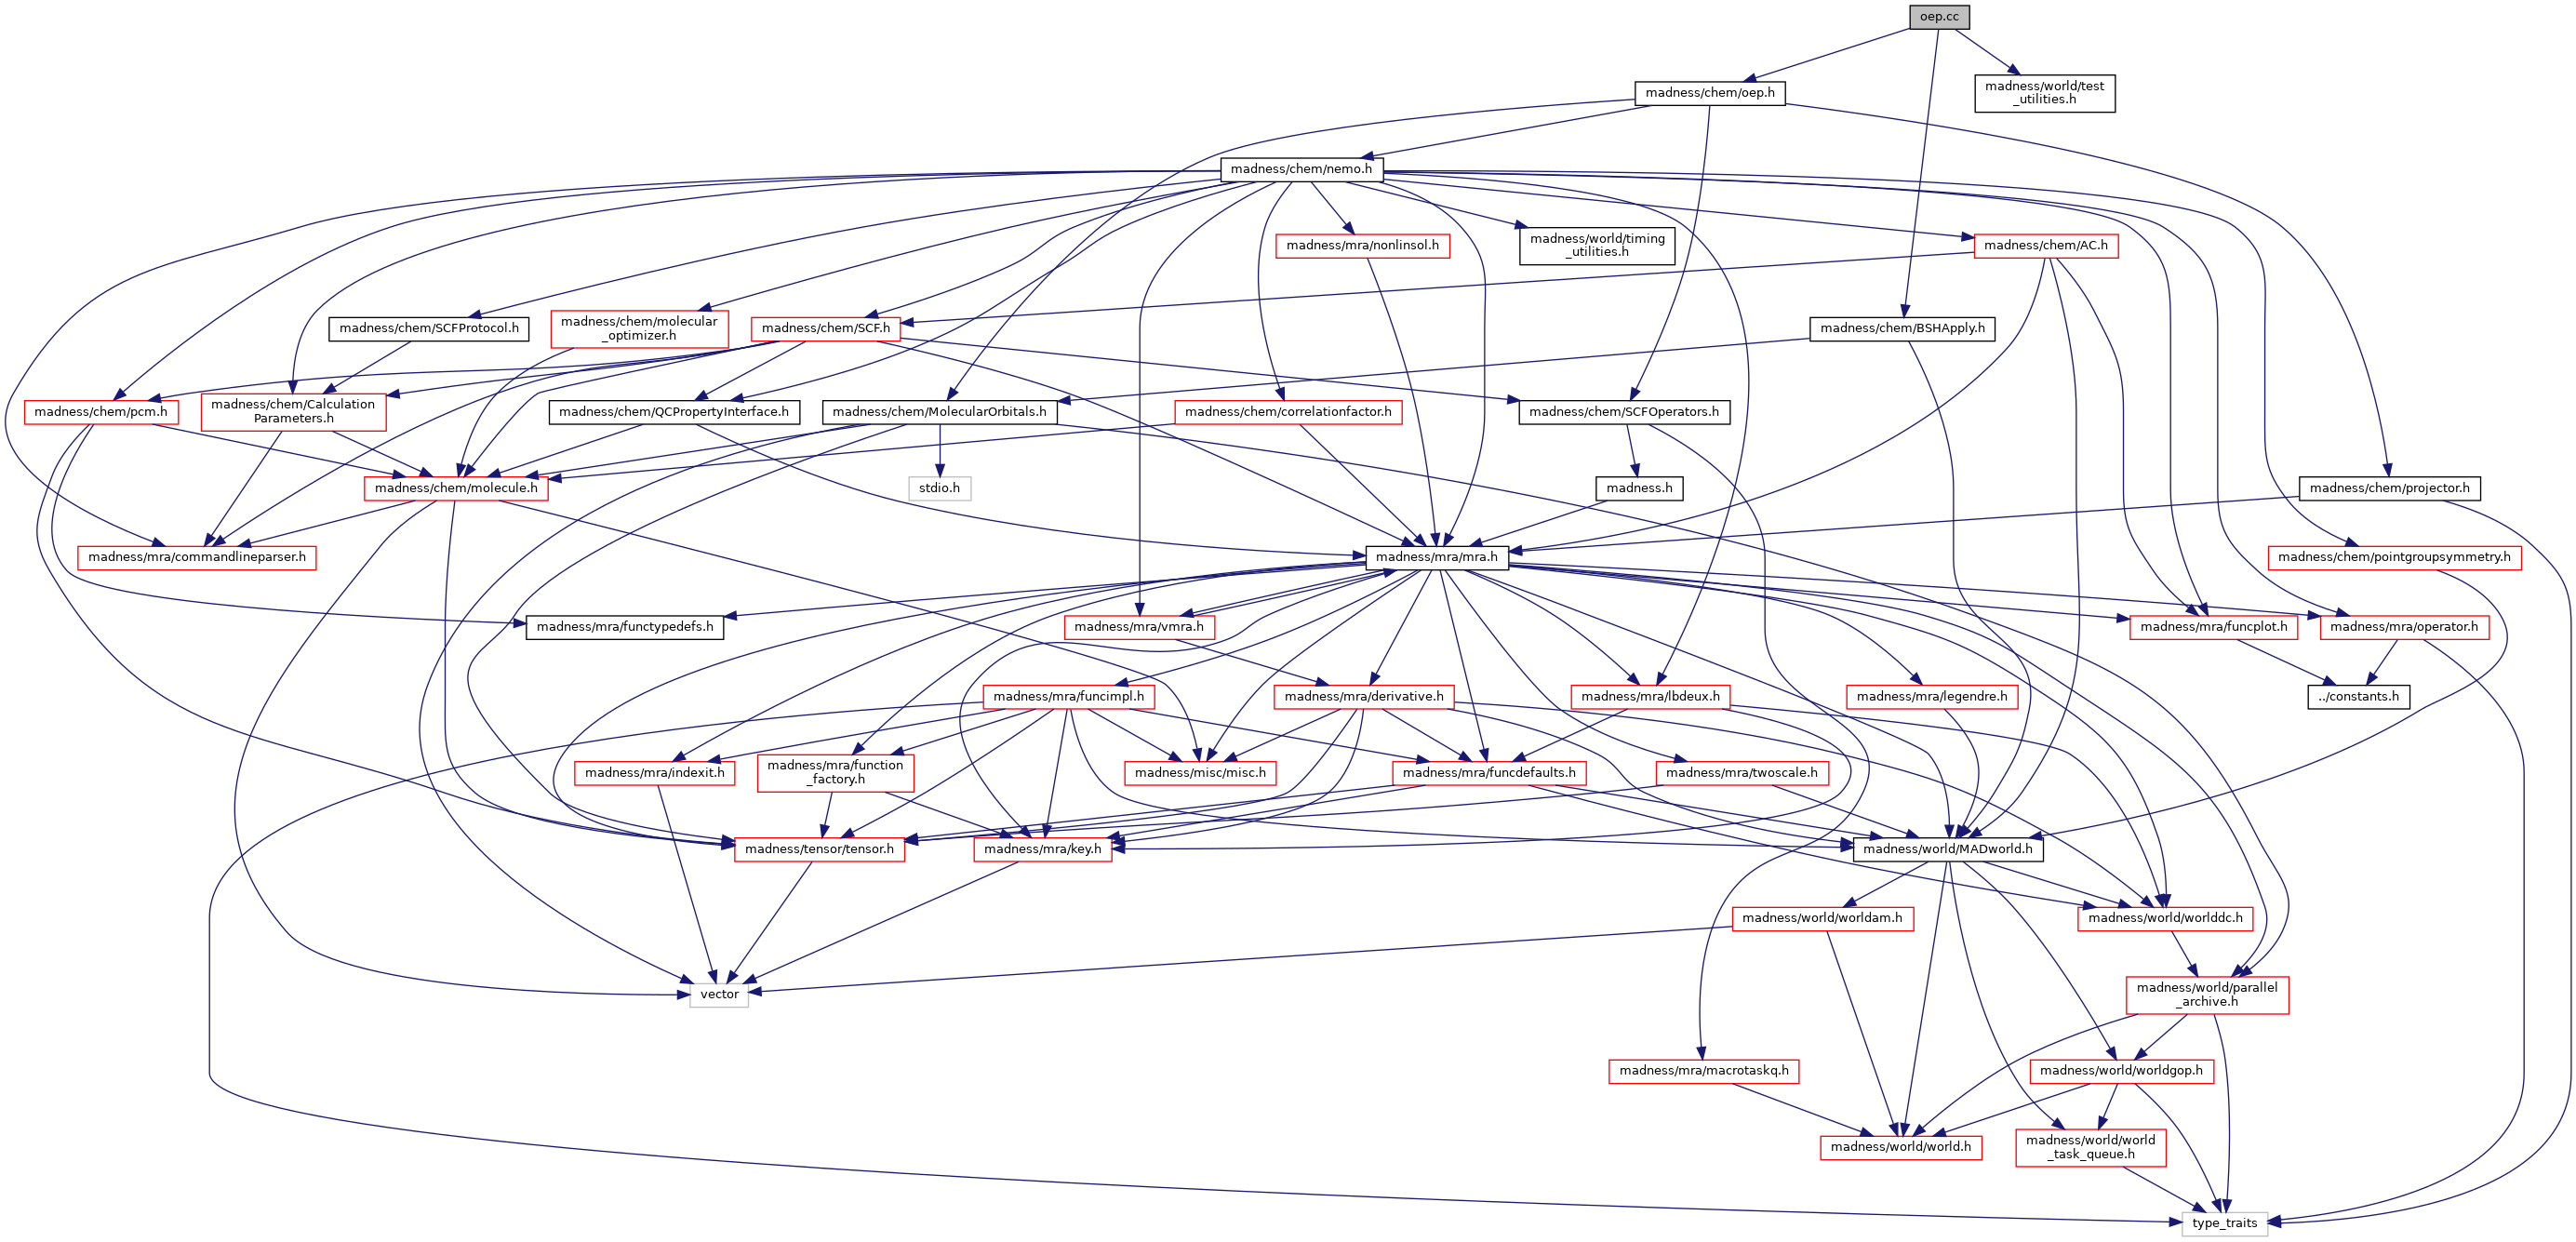 oep.cc
madness/chem/oep.h
madness/world/test
_utilities.h
madness/chem/nemo.h
madness/mra/nonlinsol.h
madness/world/timing
_utilities.h
madness/chem/AC.h
madness/chem/SCFProtocol.h
madness/chem/molecular
_optimizer.h
madness/chem/SCF.h
madness/chem/BSHApply.h
madness/chem/pcm.h
madness/chem/Calculation
Parameters.h
madness/chem/QCPropertyInterface.h
madness/chem/MolecularOrbitals.h
madness/chem/correlationfactor.h
madness/chem/SCFOperators.h
madness/chem/molecule.h
stdio.h
madness.h
madness/chem/projector.h
madness/mra/commandlineparser.h
madness/mra/mra.h
madness/chem/pointgroupsymmetry.h
madness/mra/functypedefs.h
madness/mra/vmra.h
madness/mra/funcplot.h
madness/mra/operator.h
madness/mra/funcimpl.h
madness/mra/derivative.h
madness/mra/lbdeux.h
madness/mra/legendre.h
../constants.h
madness/mra/indexit.h
madness/mra/function
_factory.h
madness/misc/misc.h
madness/mra/funcdefaults.h
madness/mra/twoscale.h
madness/tensor/tensor.h
madness/mra/key.h
madness/world/MADworld.h
madness/world/worldam.h
madness/world/worlddc.h
vector
madness/world/parallel
_archive.h
madness/mra/macrotaskq.h
madness/world/worldgop.h
madness/world/world.h
madness/world/world
_task_queue.h
type_traits